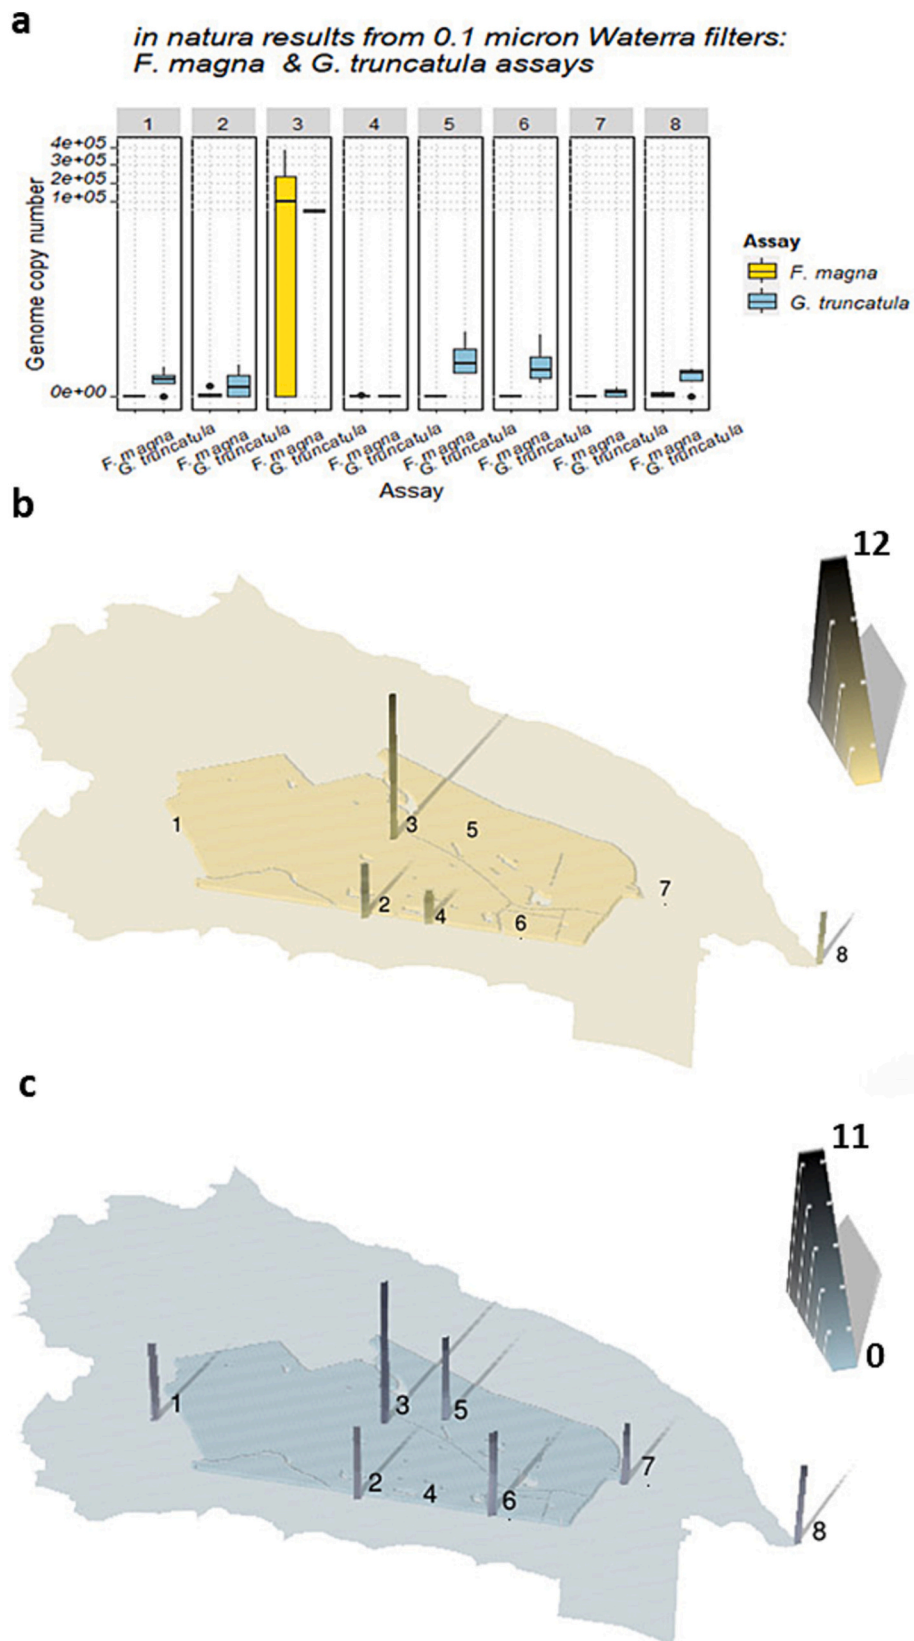 a
in natura results from 0.1 micron Waterra filters:
F. magna & G. truncatula assays
1 2 3 4 5 6 7 8
4e+05
3e+05
2e+05
1e+05
0e+00
Genome copy number
F. magna G. truncatula F. magna G. truncatula F. magna G. truncatula F. magna G. truncatula F. magna G. truncatula F. magna G. truncatula F. magna G. truncatula F. magna G. truncatula
Assay
Assay
F. magna
G. truncatula
b
12
1
3
5
7
2
4
6
8
c
11
0
1
3
5
7
2
4
6
8